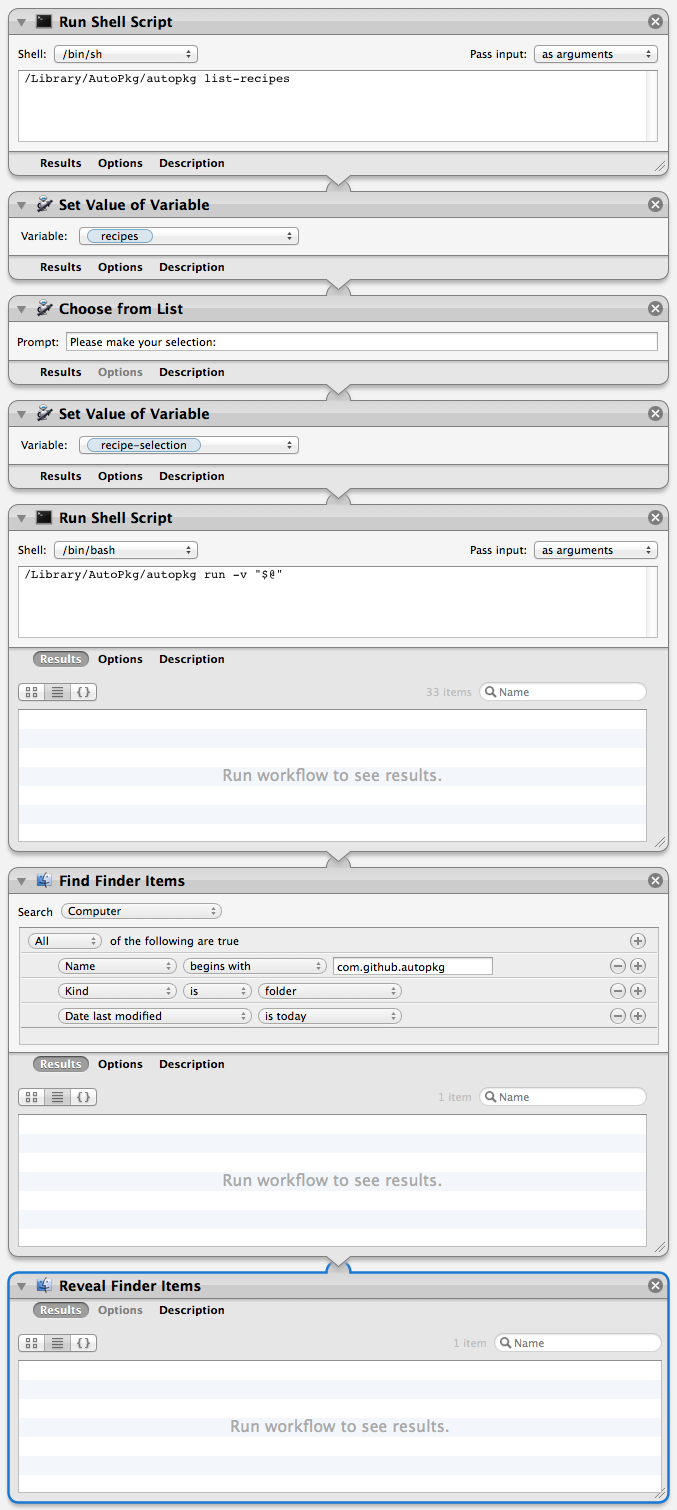 Run Shell Script
Shell: /bin/sh Pass input: as arguments
/Library/AutoPkg/autopkg list-recipes
Results Options Description
Set Value of Variable
Variable: recipes
Results Options Description
Choose from List
Prompt: Please make your selection:
Results Options Description
Set Value of Variable
Variable: recipe-selection
Results Options Description
Run Shell Script
Shell: /bin/bash Pass input: as arguments
/Library/AutoPkg/autopkg run -v "$@"
Results Options Description
{} 33 items Name
Run workflow to see results.
Find Finder Items
Search Computer
All of the following are true
Name begins with com.github.autopkg
Kind is folder
Date last modified is today
Results Options Description
{} 1 item Name
Run workflow to see results.
Reveal Finder Items
Results Options Description
{} 1 item Name
Run workflow to see results.